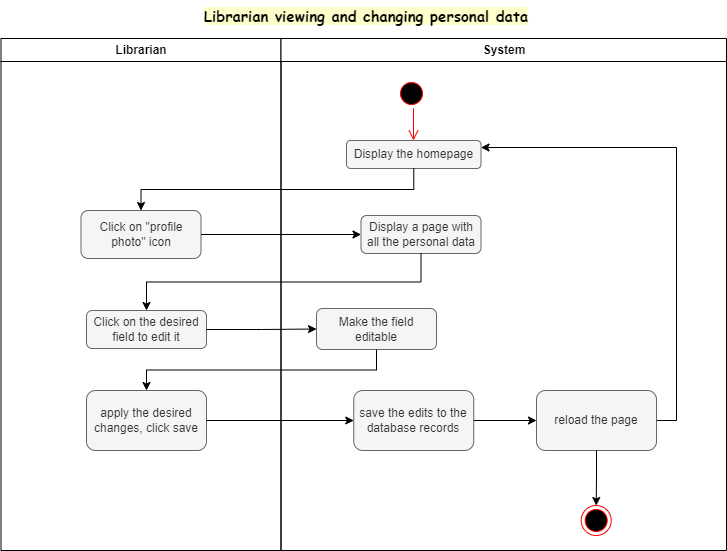 Librarian viewing and changing personal data
Librarian
System
Display the homepage
Click on "profile
photo" icon
Display a page with
all the personal data
Click on the desired
field to edit it
Make the field
editable
apply the desired
changes, click save
save the edits to the
database records
reload the page